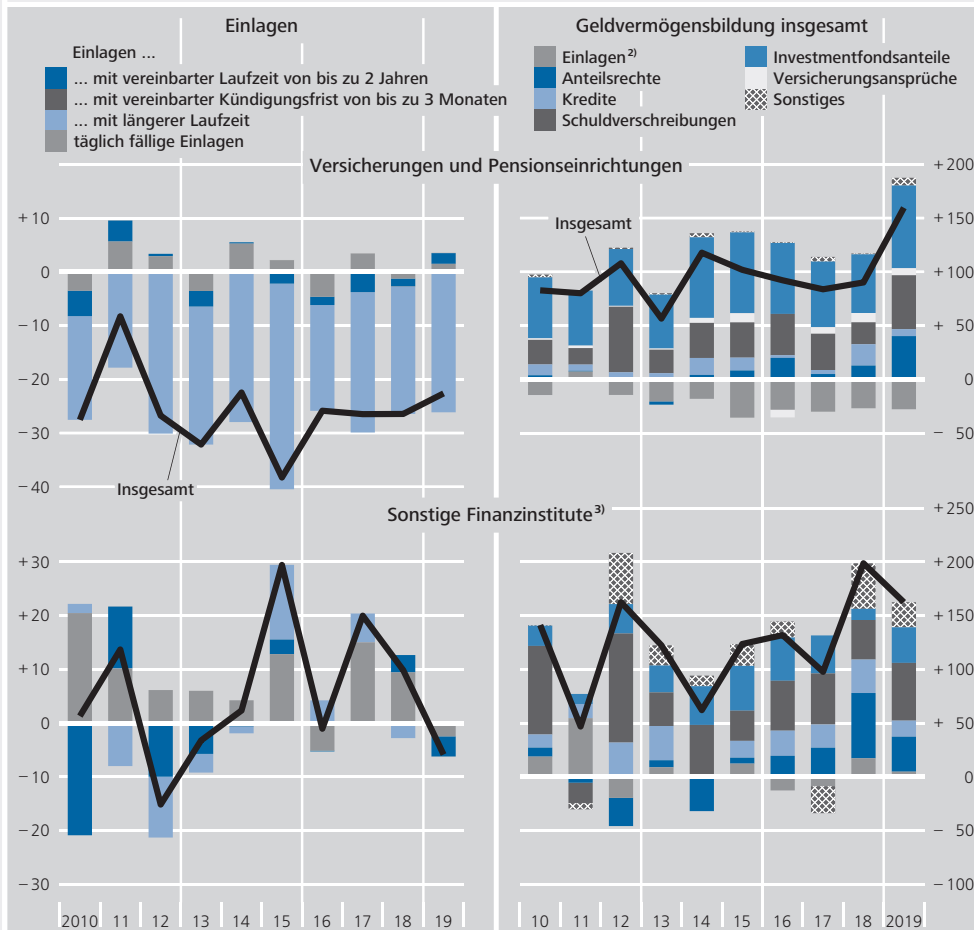 Einlagen
Einlagen ...
... mit vereinbarter Laufzeit von bis zu 2 Jahren
... mit vereinbarter Kündigungsfrist von bis zu 3 Monaten
... mit längerer Laufzeit
täglich fällige Einlagen
Geldvermögensbildung insgesamt
Einlagen²⁾
Anteilsrechte
Kredite
Schuldverschreibungen
Investmentfondsanteile
Versicherungsansprüche
Sonstiges
Versicherungen und Pensionseinrichtungen
+ 10
0
− 10
− 20
− 30
− 40
Insgesamt
+ 200
+ 150
+ 100
+ 50
0
− 50
Insgesamt
Sonstige Finanzinstitute³⁾
+ 30
+ 20
+ 10
0
− 10
− 20
− 30
+ 250
+ 200
+ 150
+ 100
+ 50
0
− 50
− 100
2010 11 12 13 14 15 16 17 18 19
10 11 12 13 14 15 16 17 18 2019